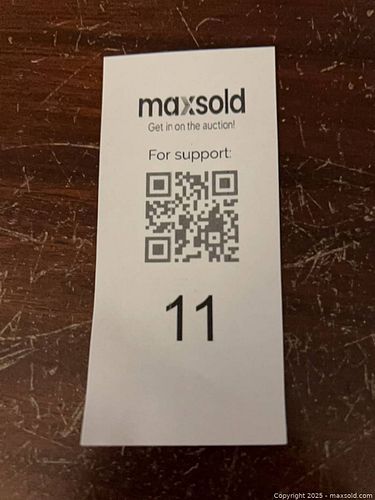 maxsold
Get in on the auction!
For support:
11
Copyright 2025 - maxsold.com